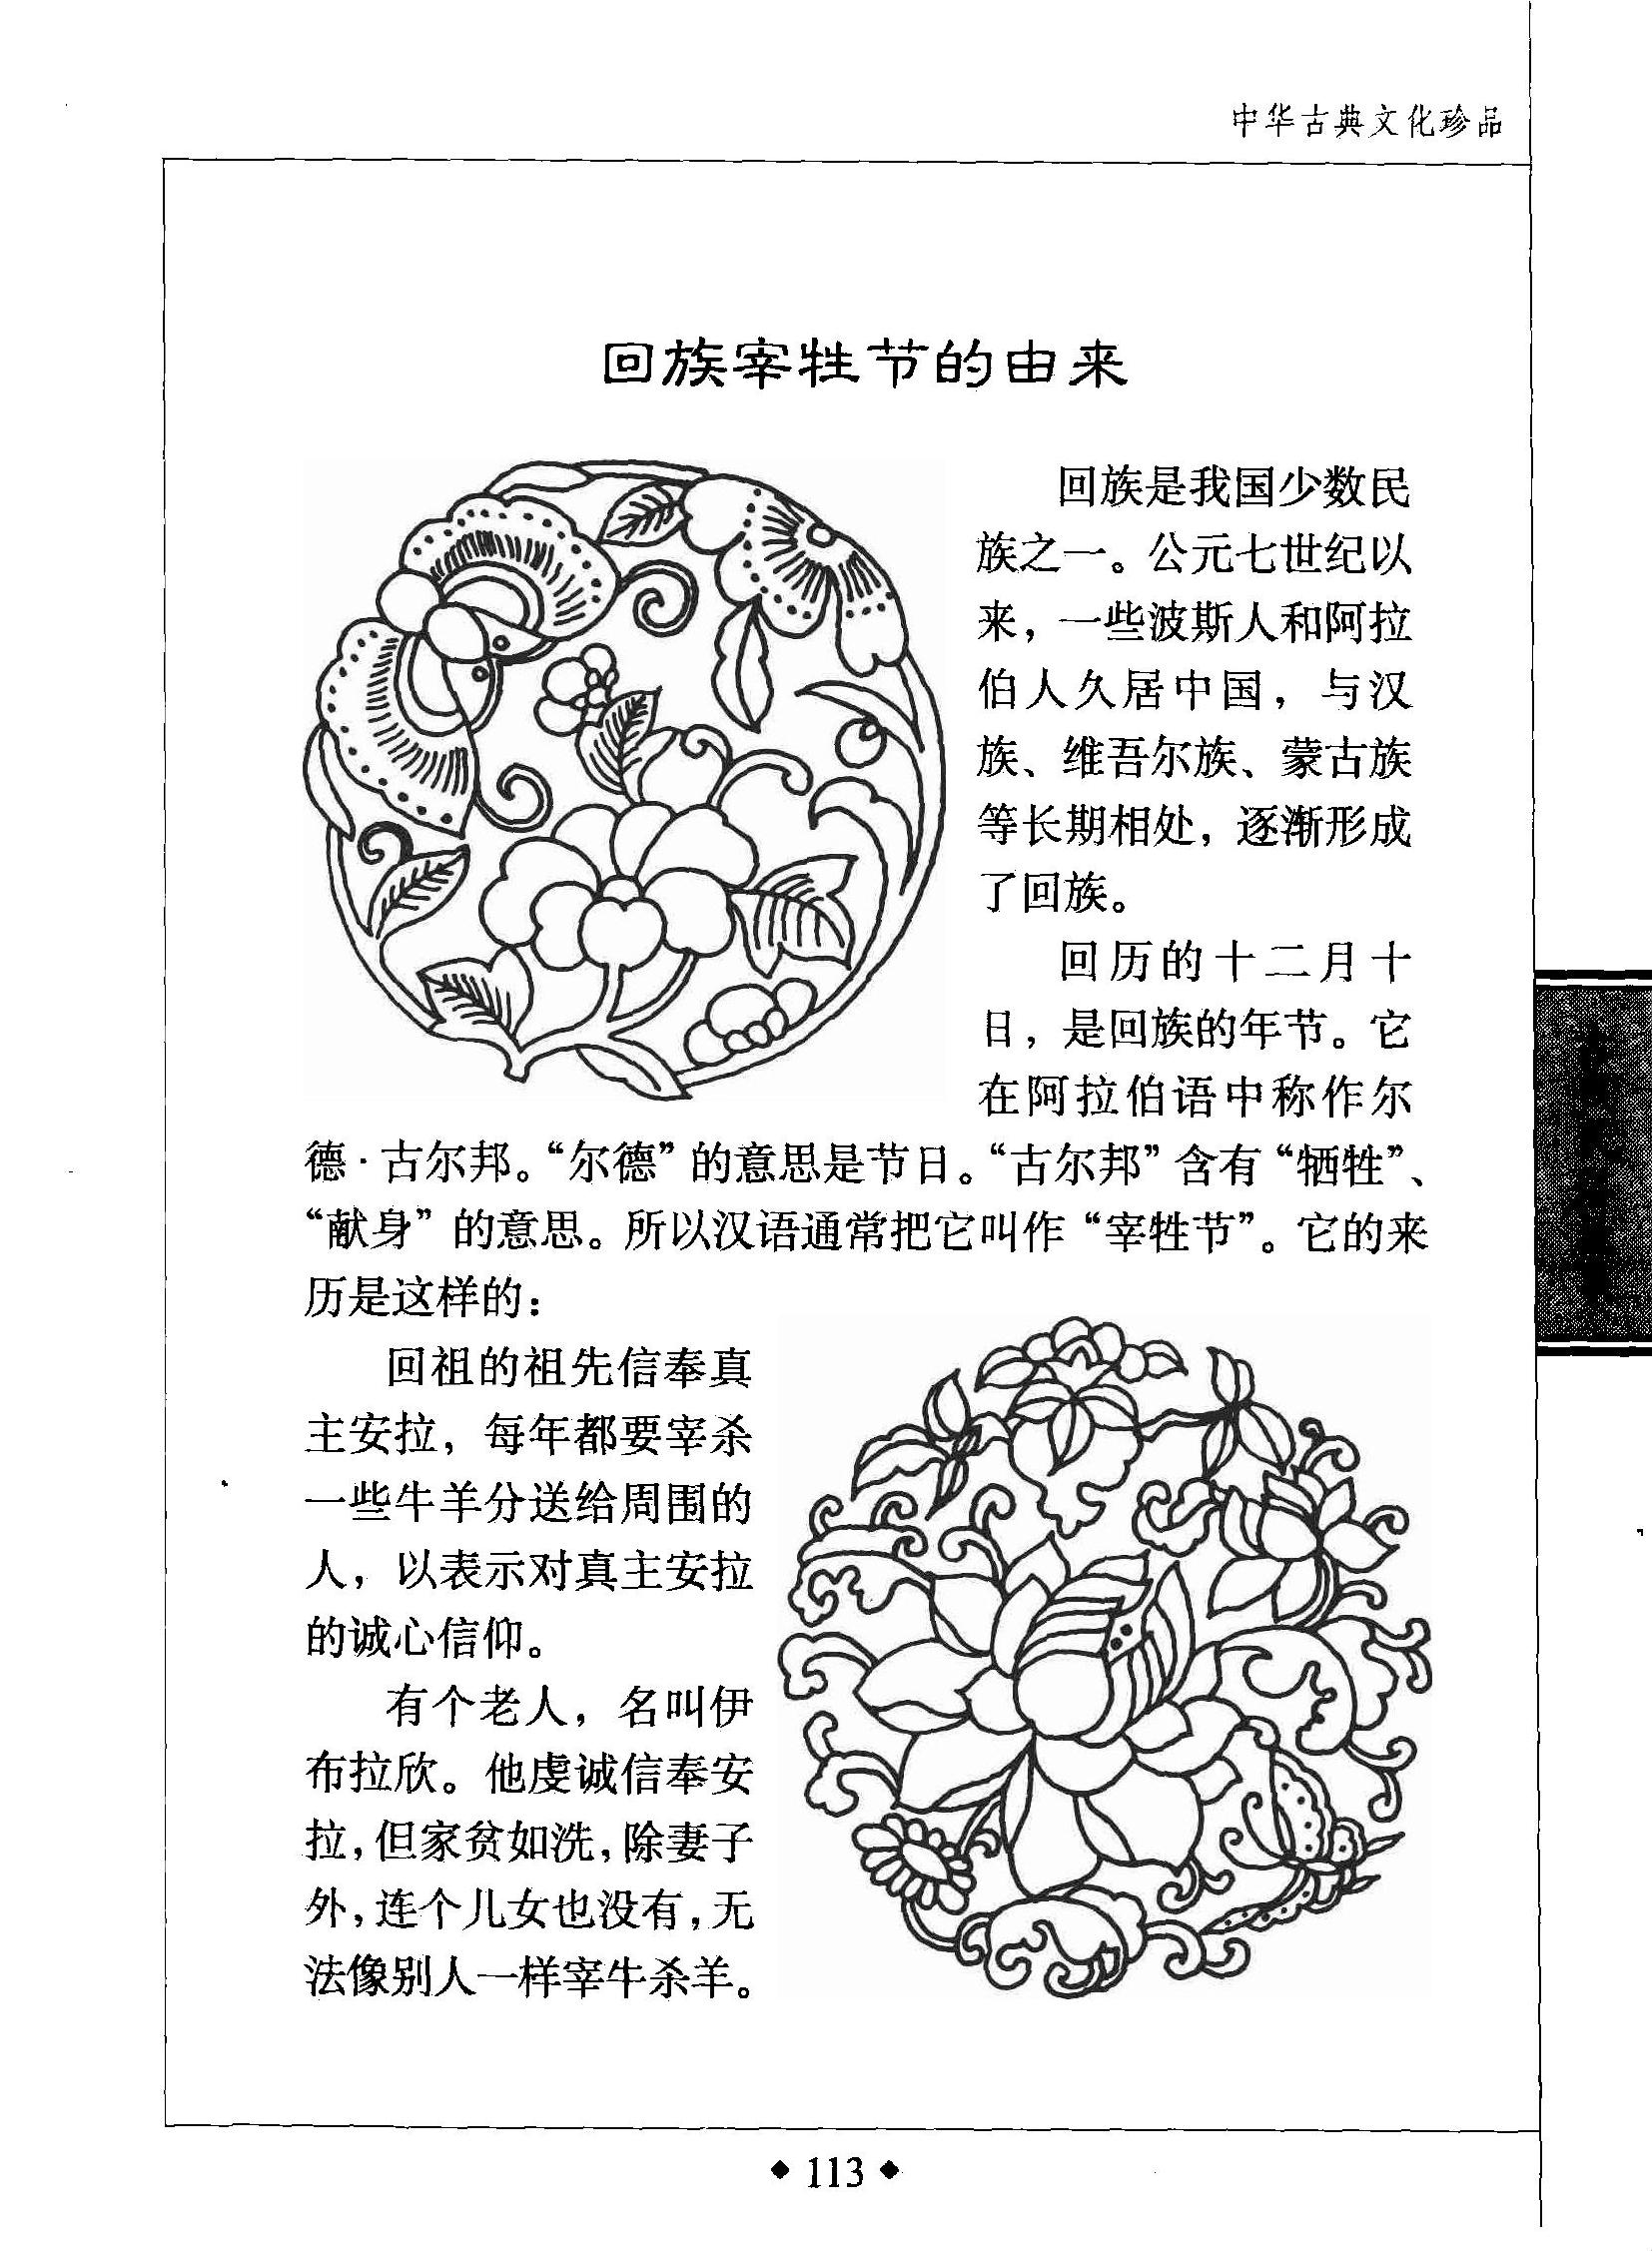 中华古典文化珍品
回族宰牲节的由来
回族是我国少数民
族之一。公元七世纪以
来，一些波斯人和阿拉
伯人久居中国，与汉
族、维吾尔族、蒙古族
等长期相处，逐渐形成
了回族。
回历的十二月十
日，是回族的年节。它
在阿拉伯语中称作尔
德·古尔邦。“尔德”的意思是节日。“古尔邦”含有“牺牲”、
“献身”的意思。所以汉语通常把它叫作“宰牲节”。它的来
历是这样的：
回祖的祖先信奉真
主安拉，每年都要宰杀
一些牛羊分送给周围的
人，以表示对真主安拉
的诚心信仰。
有个老人，名叫伊
布拉欣。他虔诚信奉安
拉，但家贫如洗，除妻子
外，连个儿女也没有，无
法像别人一样宰牛杀羊。
◆ 113 ◆